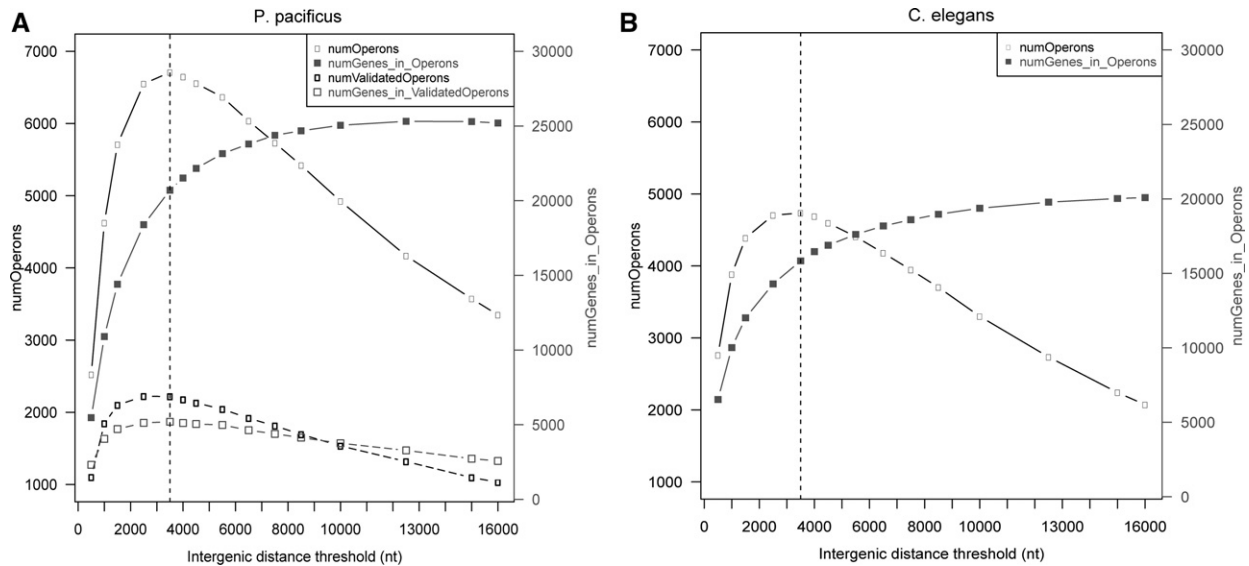 A
P. pacificus
numOperons
numGenes_in_Operons
numValidatedOperons
numGenes_in_ValidatedOperons
7000
6000
5000
4000
3000
2000
1000
numOperons
30000
25000
20000
15000
10000
5000
0
numGenes_in_Operons
0 2000 4000 6000 8000 10000 13000 16000
Intergenic distance threshold (nt)
B
C. elegans
numOperons
numGenes_in_Operons
7000
6000
5000
4000
3000
2000
1000
numOperons
30000
25000
20000
15000
10000
5000
0
numGenes_in_Operons
0 2000 4000 6000 8000 10000 13000 16000
Intergenic distance threshold (nt)